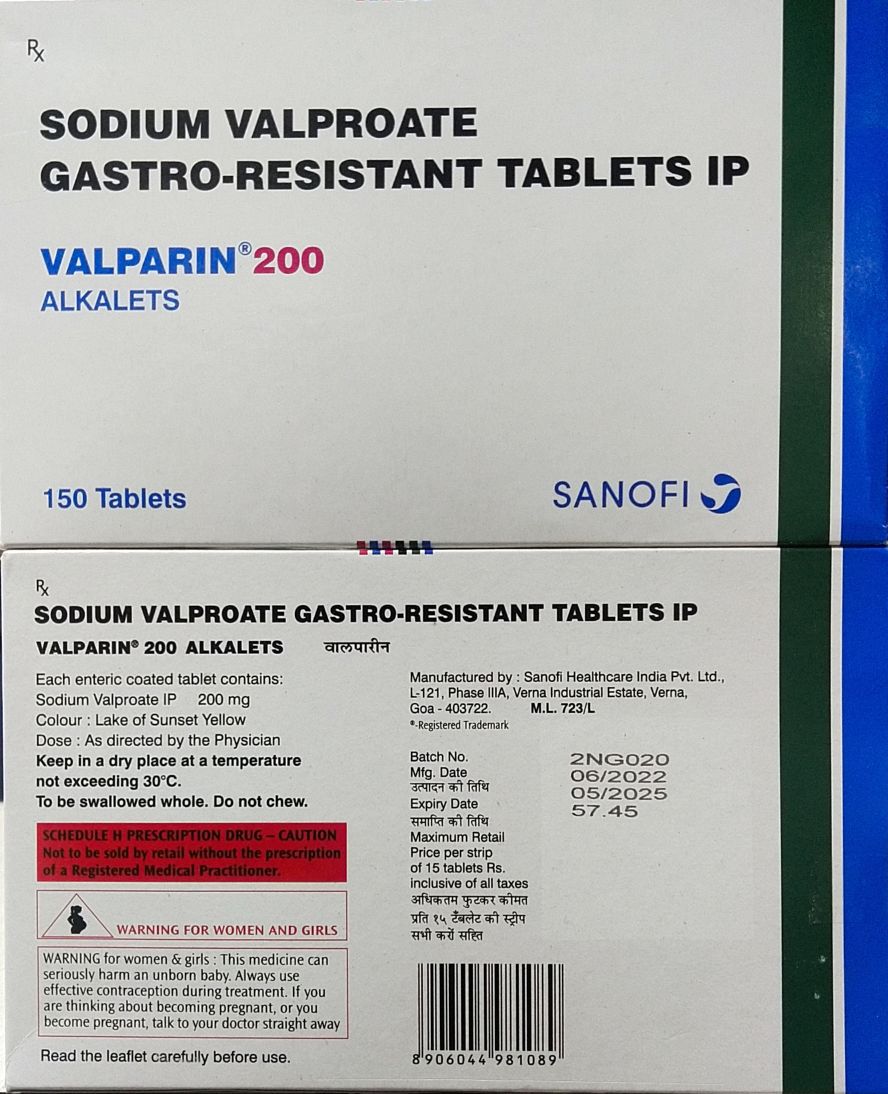 Rx
SODIUM VALPROATE
GASTRO-RESISTANT TABLETS IP
VALPARIN®200
ALKALETS
150 Tablets
SANOFI
Rx
SODIUM VALPROATE GASTRO-RESISTANT TABLETS IP
VALPARIN® 200 ALKALETS वालपारीन
Each enteric coated tablet contains:
Sodium Valproate IP 200 mg
Colour : Lake of Sunset Yellow
Dose : As directed by the Physician
Keep in a dry place at a temperature
not exceeding 30°C.
To be swallowed whole. Do not chew.
SCHEDULE H PRESCRIPTION DRUG – CAUTION
Not to be sold by retail without the prescription
of a Registered Medical Practitioner.
WARNING FOR WOMEN AND GIRLS
WARNING for women & girls : This medicine can
seriously harm an unborn baby. Always use
effective contraception during treatment. If you
are thinking about becoming pregnant, or you
become pregnant, talk to your doctor straight away
Read the leaflet carefully before use.
Manufactured by : Sanofi Healthcare India Pvt. Ltd.,
L-121, Phase IIIA, Verna Industrial Estate, Verna,
Goa - 403722. M.L. 723/L
®-Registered Trademark
Batch No. 2NG020
Mfg. Date 06/2022
उत्पादन की तिथि
Expiry Date 05/2025
समाप्ति की तिथि
Maximum Retail 57.45
Price per strip
of 15 tablets Rs.
inclusive of all taxes
अधिकतम फुटकर कीमत
प्रति १५ टॅबलेट की स्ट्रीप
सभी करों सहित
8 906044 981089